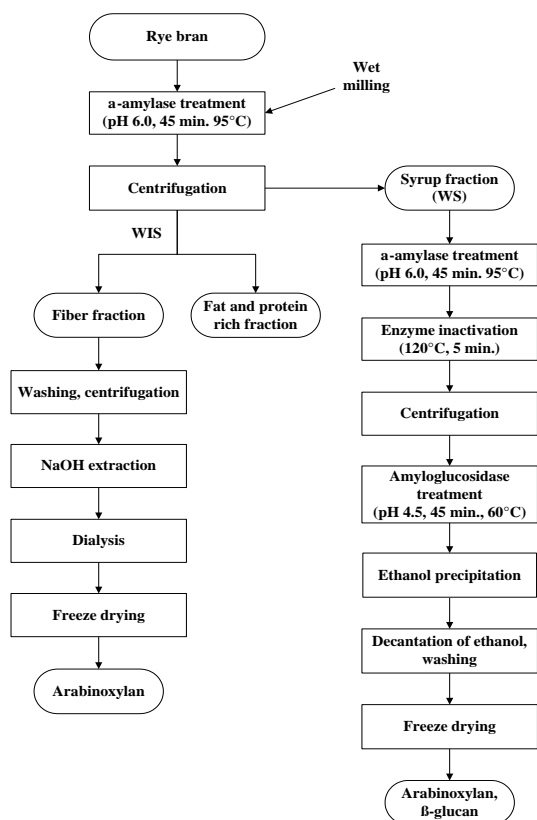 Rye bran
Wet
milling
a-amylase treatment
(pH 6.0, 45 min. 95°C)
Centrifugation
Syrup fraction
(WS)
WIS
a-amylase treatment
(pH 6.0, 45 min. 95°C)
Fiber fraction
Fat and protein
rich fraction
Enzyme inactivation
(120°C, 5 min.)
Washing, centrifugation
Centrifugation
NaOH extraction
Amyloglucosidase
treatment
(pH 4.5, 45 min., 60°C)
Dialysis
Ethanol precipitation
Freeze drying
Decantation of ethanol,
washing
Arabinoxylan
Freeze drying
Arabinoxylan,
ß-glucan